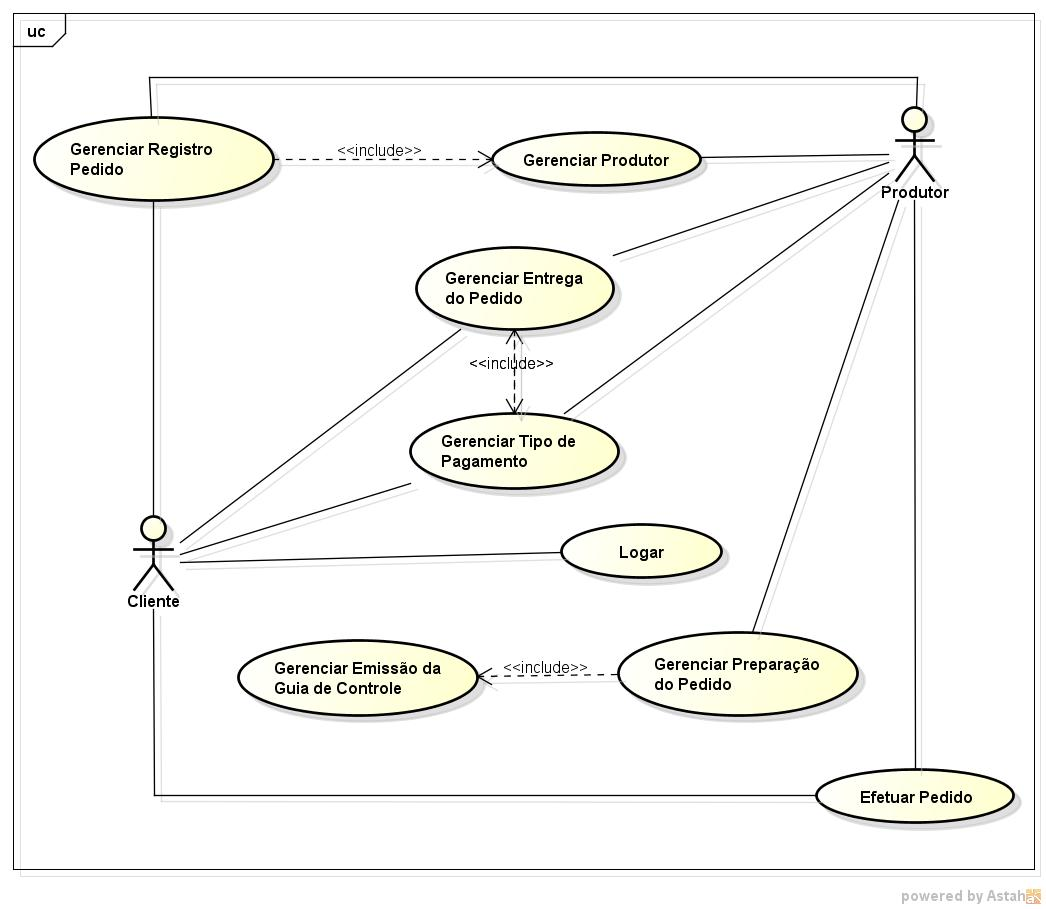 uc
Gerenciar Registro
Pedido
<<include>>
Gerenciar Produtor
Produtor
Gerenciar Entrega
do Pedido
<<include>>
Gerenciar Tipo de
Pagamento
Logar
Cliente
Gerenciar Emissão da
Guia de Controle
<<include>>
Gerenciar Preparação
do Pedido
Efetuar Pedido
powered by Astah